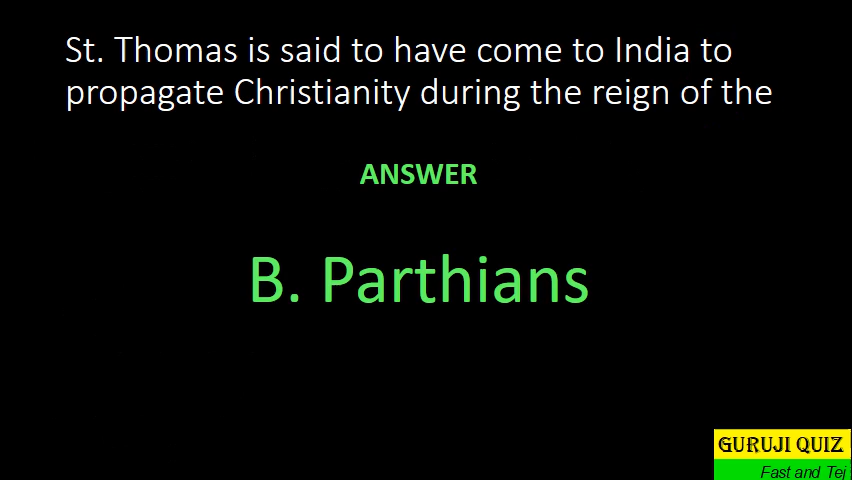 St. Thomas is said to have come to India to
propagate Christianity during the reign of the
ANSWER
B. Parthians
GURUJI QUIZ
Fast and Tej